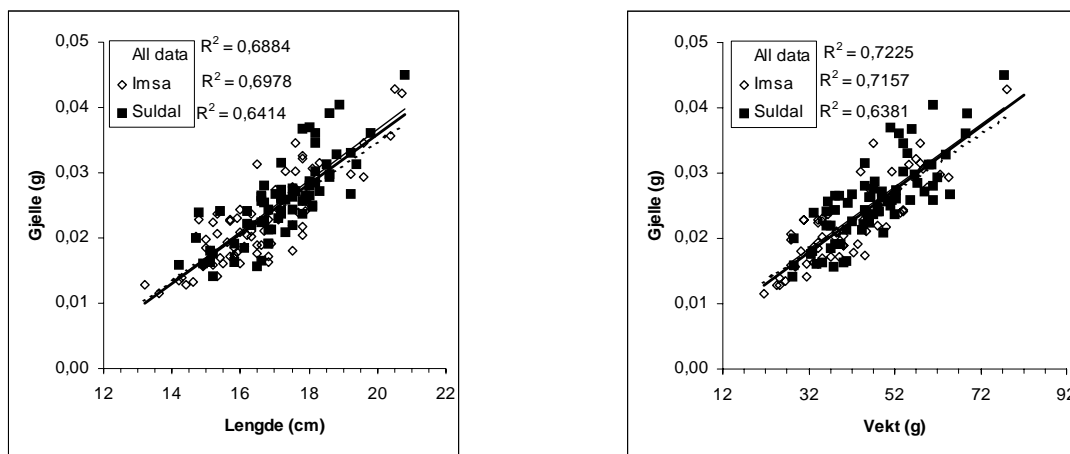 0,05
0,04
0,03
0,02
0,01
0,00
Gjelle (g)
All data R² = 0,6884
Imsa R² = 0,6978
Suldal R² = 0,6414
12 14 16 18 20 22
Lengde (cm)
0,05
0,04
0,03
0,02
0,01
0,00
Gjelle (g)
All data R² = 0,7225
Imsa R² = 0,7157
Suldal R² = 0,6381
12 32 52 72 92
Vekt (g)